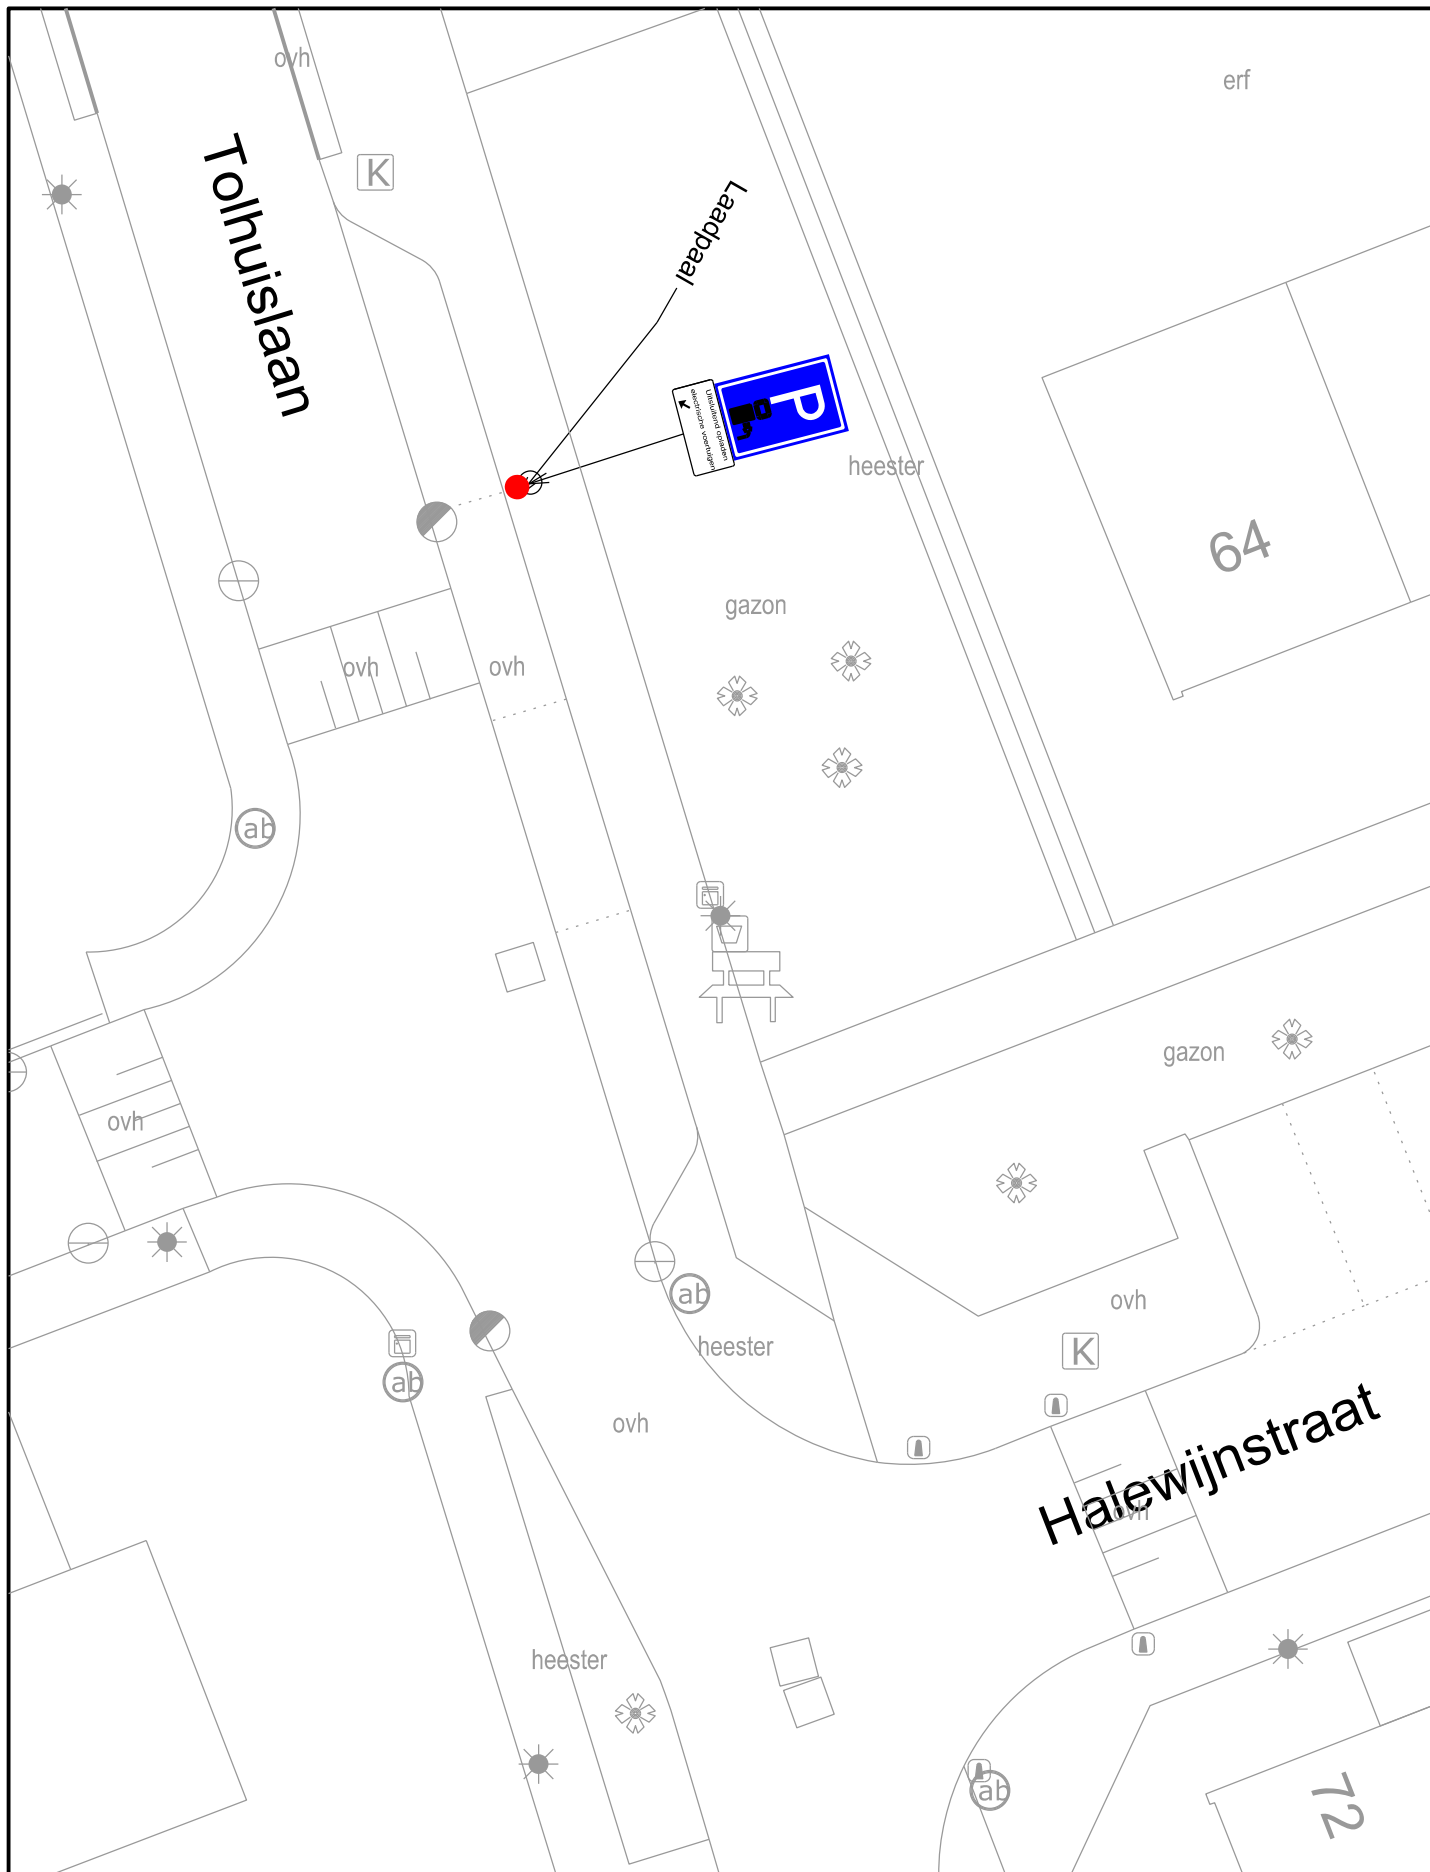 ovh
erf
K
Tolhuislaan
Laadpaal
P
Uitsluitend opladen
electrische voertuigen
heester
64
gazon
ovh
ovh
ab
gazon
ovh
ab
ovh
heester
K
ab
ovh
Halewijnstraat
ovh
heester
ab
72